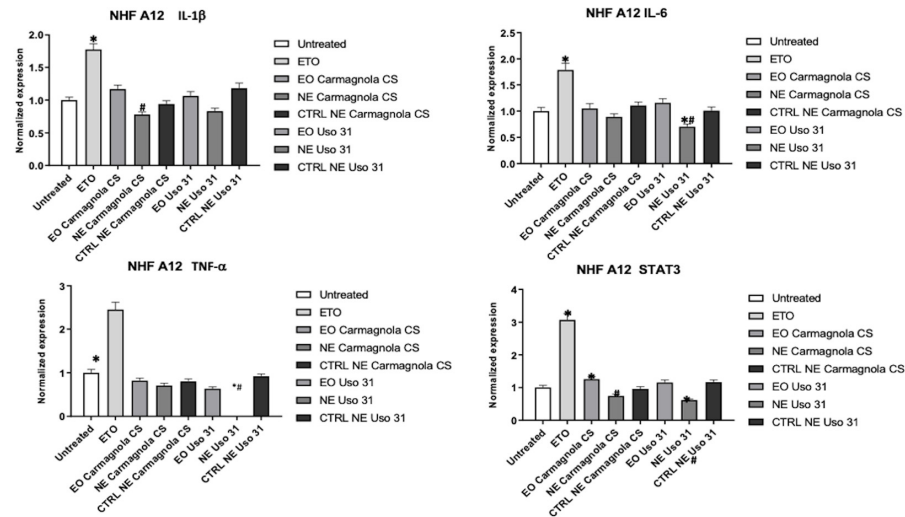 NHF A12 IL-1β
Normalized expression
2.0
1.5
1.0
0.5
0.0
*
#
Untreated
ETO
EO Carmagnola CS
NE Carmagnola CS
CTRL NE Carmagnola CS
EO Uso 31
NE Uso 31
CTRL NE Uso 31
Untreated
ETO
EO Carmagnola CS
NE Carmagnola CS
CTRL NE Carmagnola CS
EO Uso 31
NE Uso 31
CTRL NE Uso 31
NHF A12 IL-6
Normalized expression
2.5
2.0
1.5
1.0
0.5
0.0
*
*#
Untreated
ETO
EO Carmagnola CS
NE Carmagnola CS
CTRL NE Carmagnola CS
EO Uso 31
NE Uso 31
CTRL NE Uso 31
Untreated
ETO
EO Carmagnola CS
NE Carmagnola CS
CTRL NE Carmagnola CS
EO Uso 31
NE Uso 31
CTRL NE Uso 31
NHF A12 TNF-α
Normalized expression
3
2
1
0
*
*#
Untreated
ETO
EO Carmagnola CS
NE Carmagnola CS
CTRL NE Carmagnola CS
EO Uso 31
NE Uso 31
CTRL NE Uso 31
Untreated
ETO
EO Carmagnola CS
NE Carmagnola CS
CTRL NE Carmagnola CS
EO Uso 31
NE Uso 31
CTRL NE Uso 31
NHF A12 STAT3
Normalized expression
4
3
2
1
0
*
*
#
*
Untreated
ETO
EO Carmagnola CS
NE Carmagnola CS
CTRL NE Carmagnola CS
EO Uso 31
NE Uso 31
CTRL NE Uso 31
#
Untreated
ETO
EO Carmagnola CS
NE Carmagnola CS
CTRL NE Carmagnola CS
EO Uso 31
NE Uso 31
CTRL NE Uso 31